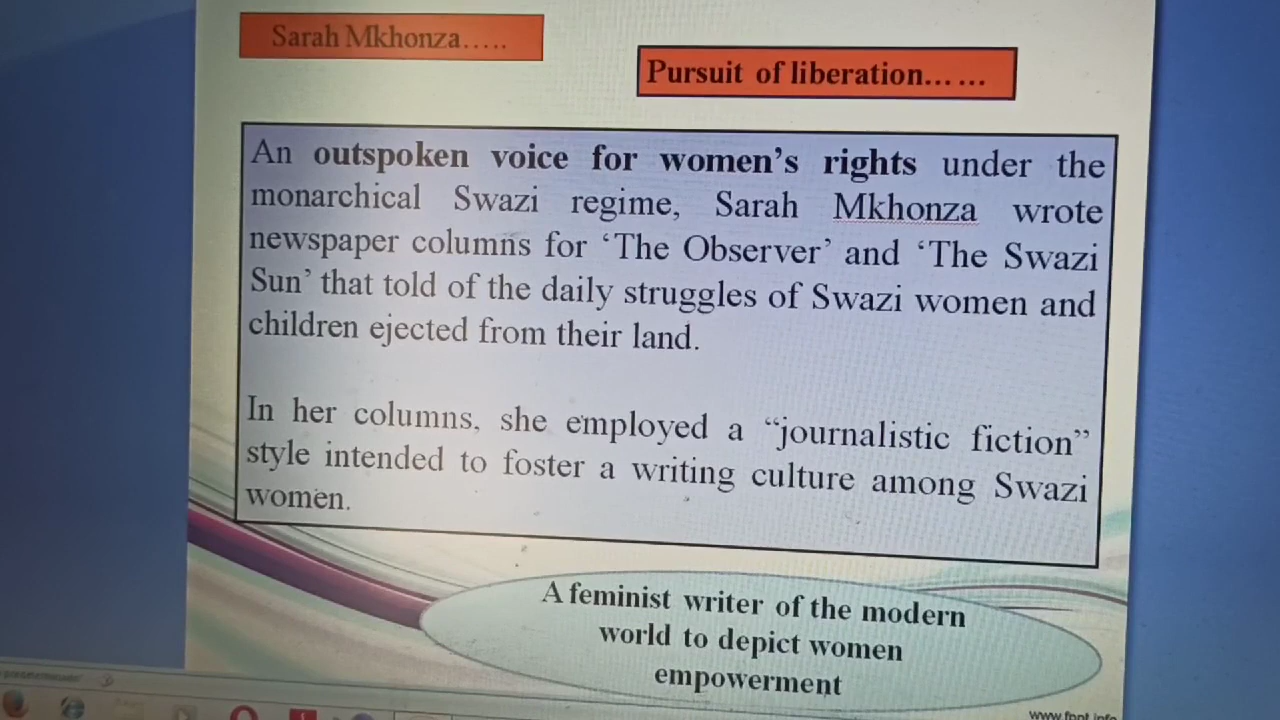 Sarah Mkhonza.....
Pursuit of liberation......
An outspoken voice for women's rights under the
monarchical Swazi regime, Sarah Mkhonza wrote
newspaper columns for ‘The Observer’ and ‘The Swazi
Sun’ that told of the daily struggles of Swazi women and
children ejected from their land.
In her columns, she employed a “journalistic fiction”
style intended to foster a writing culture among Swazi
women.
A feminist writer of the modern
world to depict women
empowerment
www.fppt.info